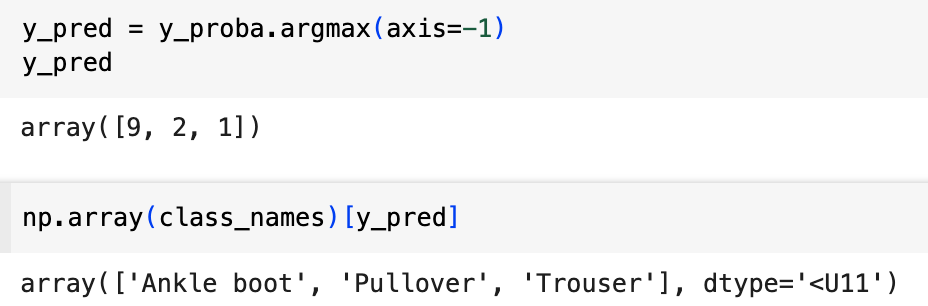 y_pred = y_proba.argmax(axis=-1)
y_pred
array([9, 2, 1])
np.array(class_names)[y_pred]
array(['Ankle boot', 'Pullover', 'Trouser'], dtype='<U11')